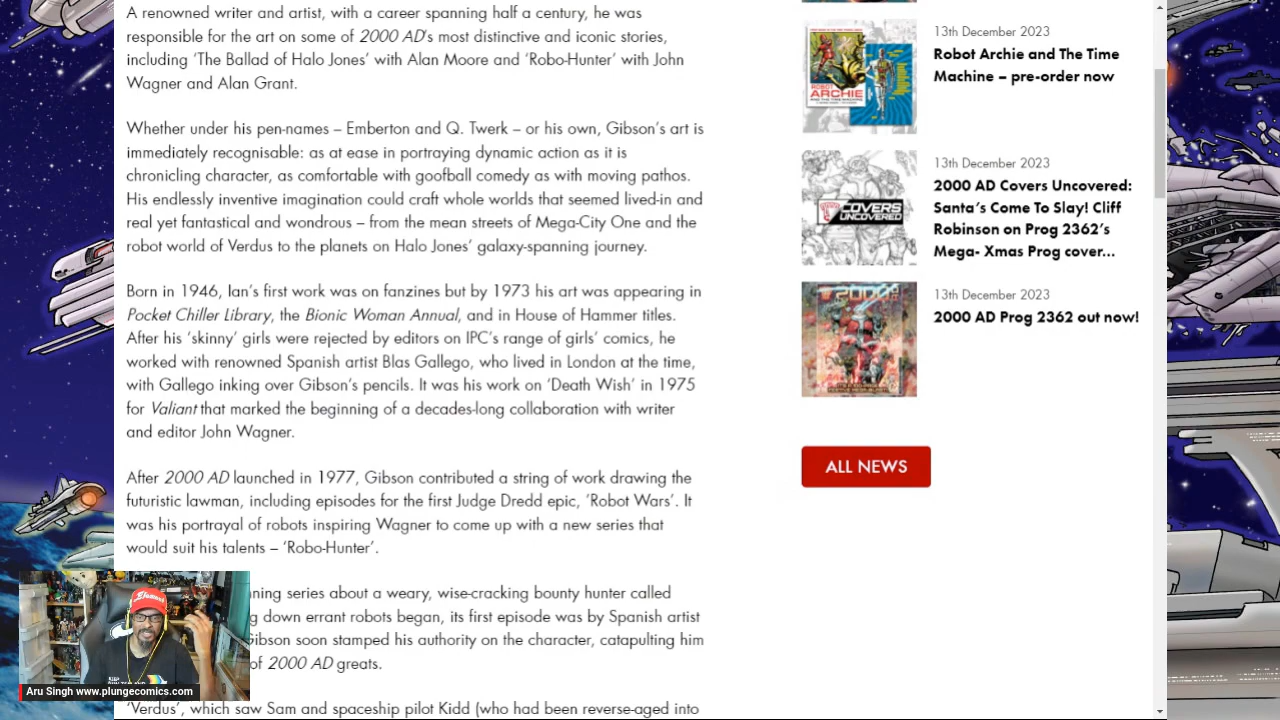 writer and artist, with a career spanning half a century, he was
sible for the art on some of 2000 AD's most distinctive and iconic stories,
including 'The Ballad of Halo Jones' with Alan Moore and 'Robo-Hunter' with John
Wagner and Alan Grant.
Whether under his pen-names – Emberton and Q. Twerk – or his own, Gibson's art is
immediately recognisable: as at ease in portraying dynamic action as it is
chronicling character, as comfortable with goofball comedy as with moving pathos.
His endlessly inventive imagination could craft whole worlds that seemed lived-in and
and the
robot world of Verdus to the planets on Halo Jones' galaxy-spanning journey.
Born in 1946, Ian's first work was on fanzines but by 1973 his art was appearing in
Pocket Chiller Library, the Bionic Woman Annual, and in House of Hammer titles.
After his 'skinny' girls were rejected by editors on IPC's range of girls' comics, he
worked with renowned Spanish artist Blas Gallego, who lived in London at the time,
with Gallego inking over Gibson's pencils. It was his work on 'Death Wish' in 1975
for Valiant that marked the beginning of a decades-long collaboration with writer
and editor John Wagner.
After 2000 AD launched in 1977, Gibson contributed a string of work drawing the
futuristic lawman, including episodes for the first Judge Dredd epic, 'Robot Wars'. It
was his portrayal of robots inspiring Wagner to come up with a new series that
would suit his talents – 'Robo-Hunter'.
nning series about a weary, wise-cracking bounty hunter called
g down errant robots began, its first episode was by Spanish artist
Gibson soon stamped his authority on the character, catapulting him
of 2000 AD greats.
'Verdus', which saw Sam and spaceship pilot Kidd (who had been reverse-aged into
13th December 2023
Robot Archie and The Time
Machine – pre-order now
13th December 2023
2000 AD Covers Uncovered:
Santa's Come To Slay! Cliff
Robinson on Prog 2362's
Mega- Xmas Prog cover...
13th December 2023
2000 AD Prog 2362 out now!
ALL NEWS
ROBOT
ARCHIE
AND THE TIME MACHINE
COVERS
UNCOVERED
Aru Singh www.plungecomics.com